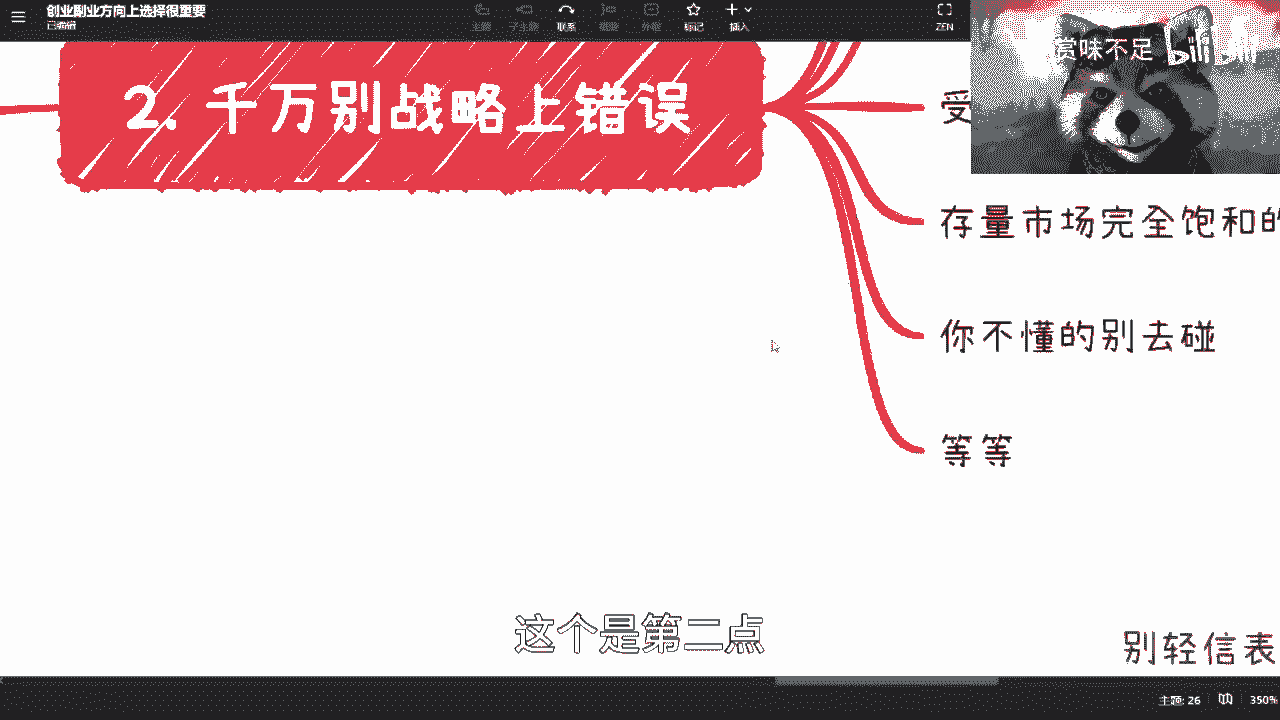 创业副业方向上选择很重要
已编辑
主题
子主题
联系
概要
外框
标记
插入
ZEN
赏味不足 bilibili
2. 千万别战略上错误
受
存量市场完全饱和的
你不懂的别去碰
等等
这个是第二点
别轻信表
主题: 26
350%